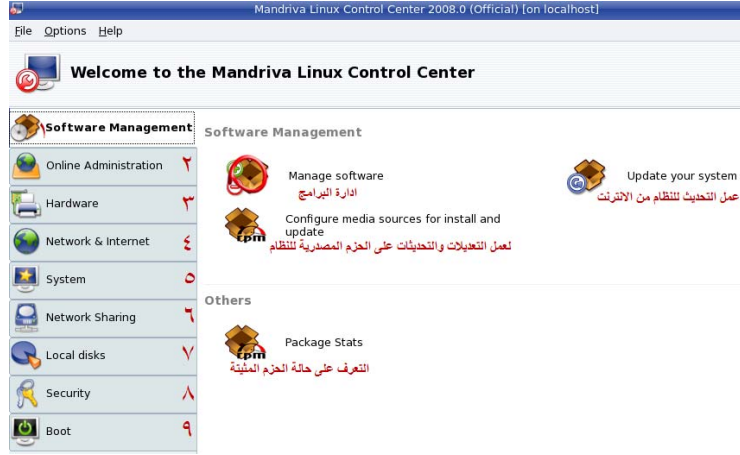 Mandriva Linux Control Center 2008.0 (Official) [on localhost]
File Options Help
Welcome to the Mandriva Linux Control Center
Software Management ١
Online Administration ٢
Hardware ٣
Network & Internet ٤
System ٥
Network Sharing ٦
Local disks ٧
Security ٨
Boot ٩
Software Management
Manage software
ادارة البرامج
Update your system
عمل التحديث للنظام من الانترنت
Configure media sources for install and
update
rpm
لعمل التعديلات والتحديثات على الحزم المصدرية للنظام
Others
Package Stats
rpm
التعرف على حالة الحزم المثبتة